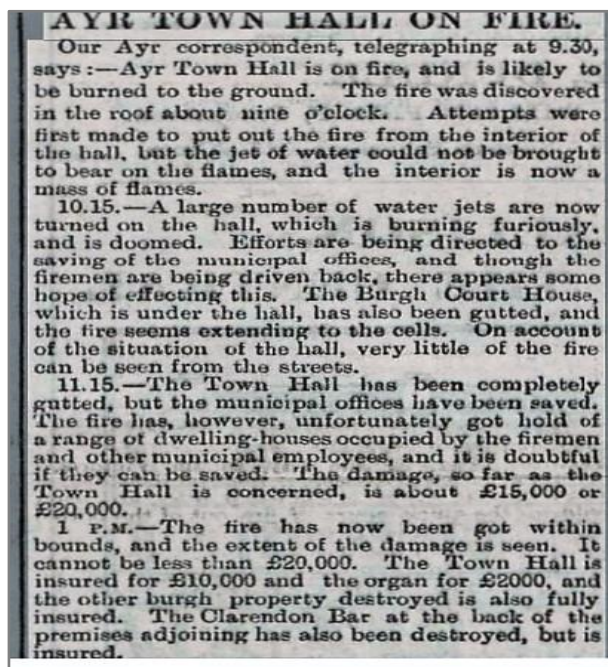 AYR TOWN HALL ON FIRE.
Our Ayr correspondent, telegraphing at 9.30,
says :—Ayr Town Hall is on fire, and is likely to
be burned to the ground. The fire was discovered
in the roof about nine o'clock. Attempts were
first made to put out the fire from the interior of
the hall, but the jet of water could not be brought
to bear on the flames, and the interior is now a
mass of flames.
10.15.—A large number of water jets are now
turned on the hall, which is burning furiously,
and is doomed. Efforts are being directed to the
saving of the municipal offices, and though the
firemen are being driven back, there appears some
hope of effecting this. The Burgh Court House,
which is under the hall, has also been gutted, and
the fire seems extending to the cells. On account
of the situation of the hall, very little of the fire
can be seen from the streets.
11.15.—The Town Hall has been completely
gutted, but the municipal offices have been saved.
The fire has, however, unfortunately got hold of
a range of dwelling-houses occupied by the firemen
and other municipal employees, and it is doubtful
if they can be saved. The damage, so far as the
Town Hall is concerned, is about £15,000 or
£20,000.
1 P.M.—The fire has now been got within
bounds, and the extent of the damage is seen. It
cannot be less than £20,000. The Town Hall is
insured for £10,000 and the organ for £2000, and
the other burgh property destroyed is also fully
insured. The Clarendon Bar at the back of the
premises adjoining has also been destroyed, but is
insured.